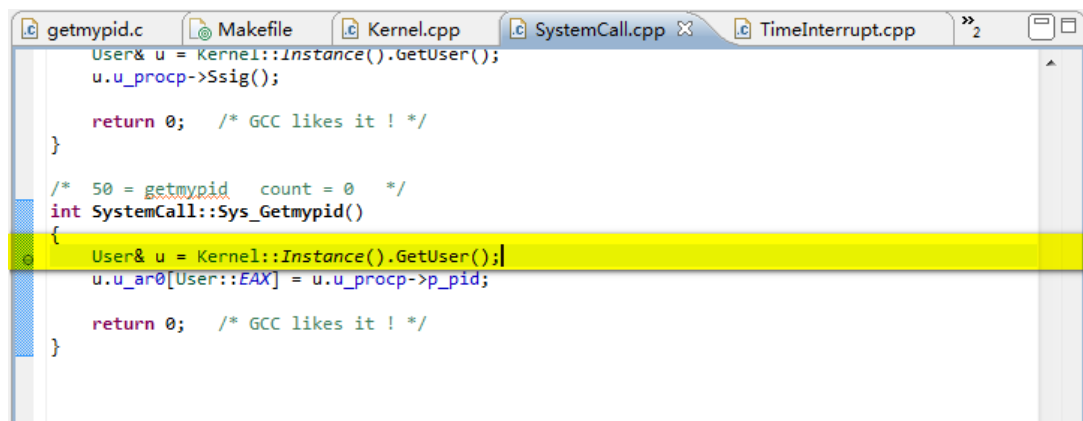 getmypid.c Makefile Kernel.cpp SystemCall.cpp TimeInterrupt.cpp »2
User& u = Kernel::Instance().GetUser();
u.u_procp->Ssig();
return 0; /* GCC likes it ! */
}
/* 50 = getmypid count = 0 */
int SystemCall::Sys_Getmypid()
{
User& u = Kernel::Instance().GetUser();
u.u_ar0[User::EAX] = u.u_procp->p_pid;
return 0; /* GCC likes it ! */
}